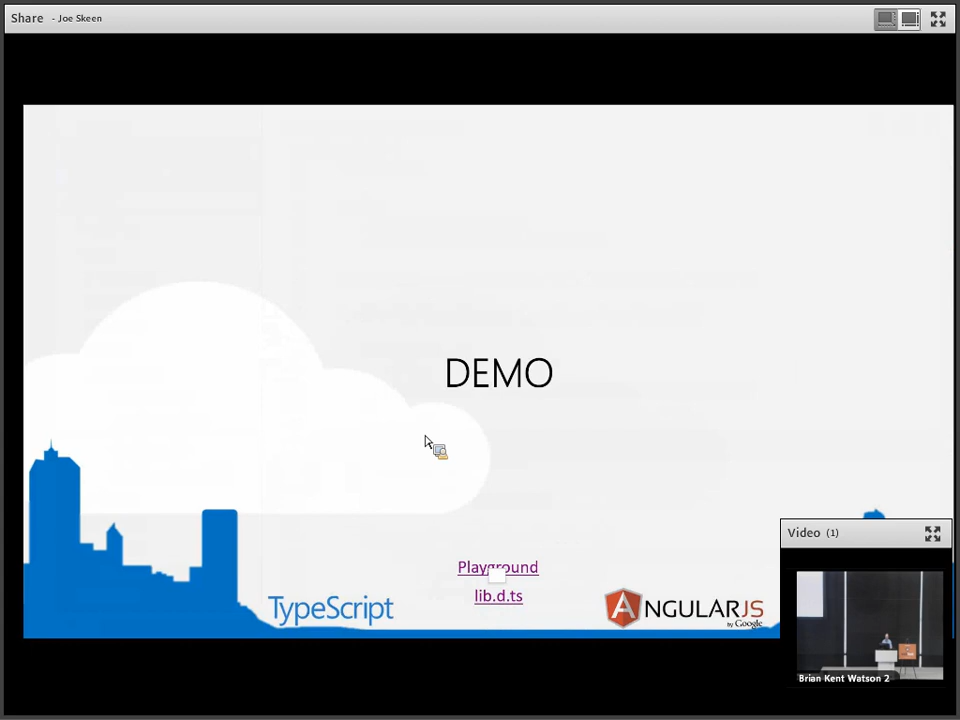 Share - Joe Skeen
DEMO
Playground
lib.d.ts
TypeScript
ANGULARJS
by Google
Video (1)
Brian Kent Watson 2